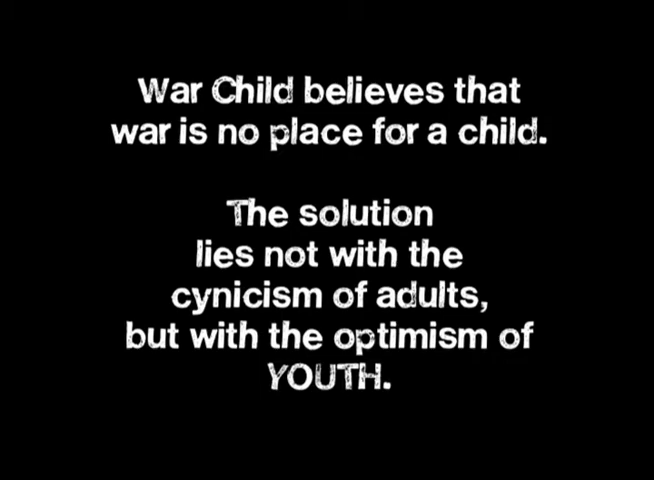 War Child believes that
war is no place for a child.
The solution
lies not with the
cynicism of adults,
but with the optimism of
YOUTH.